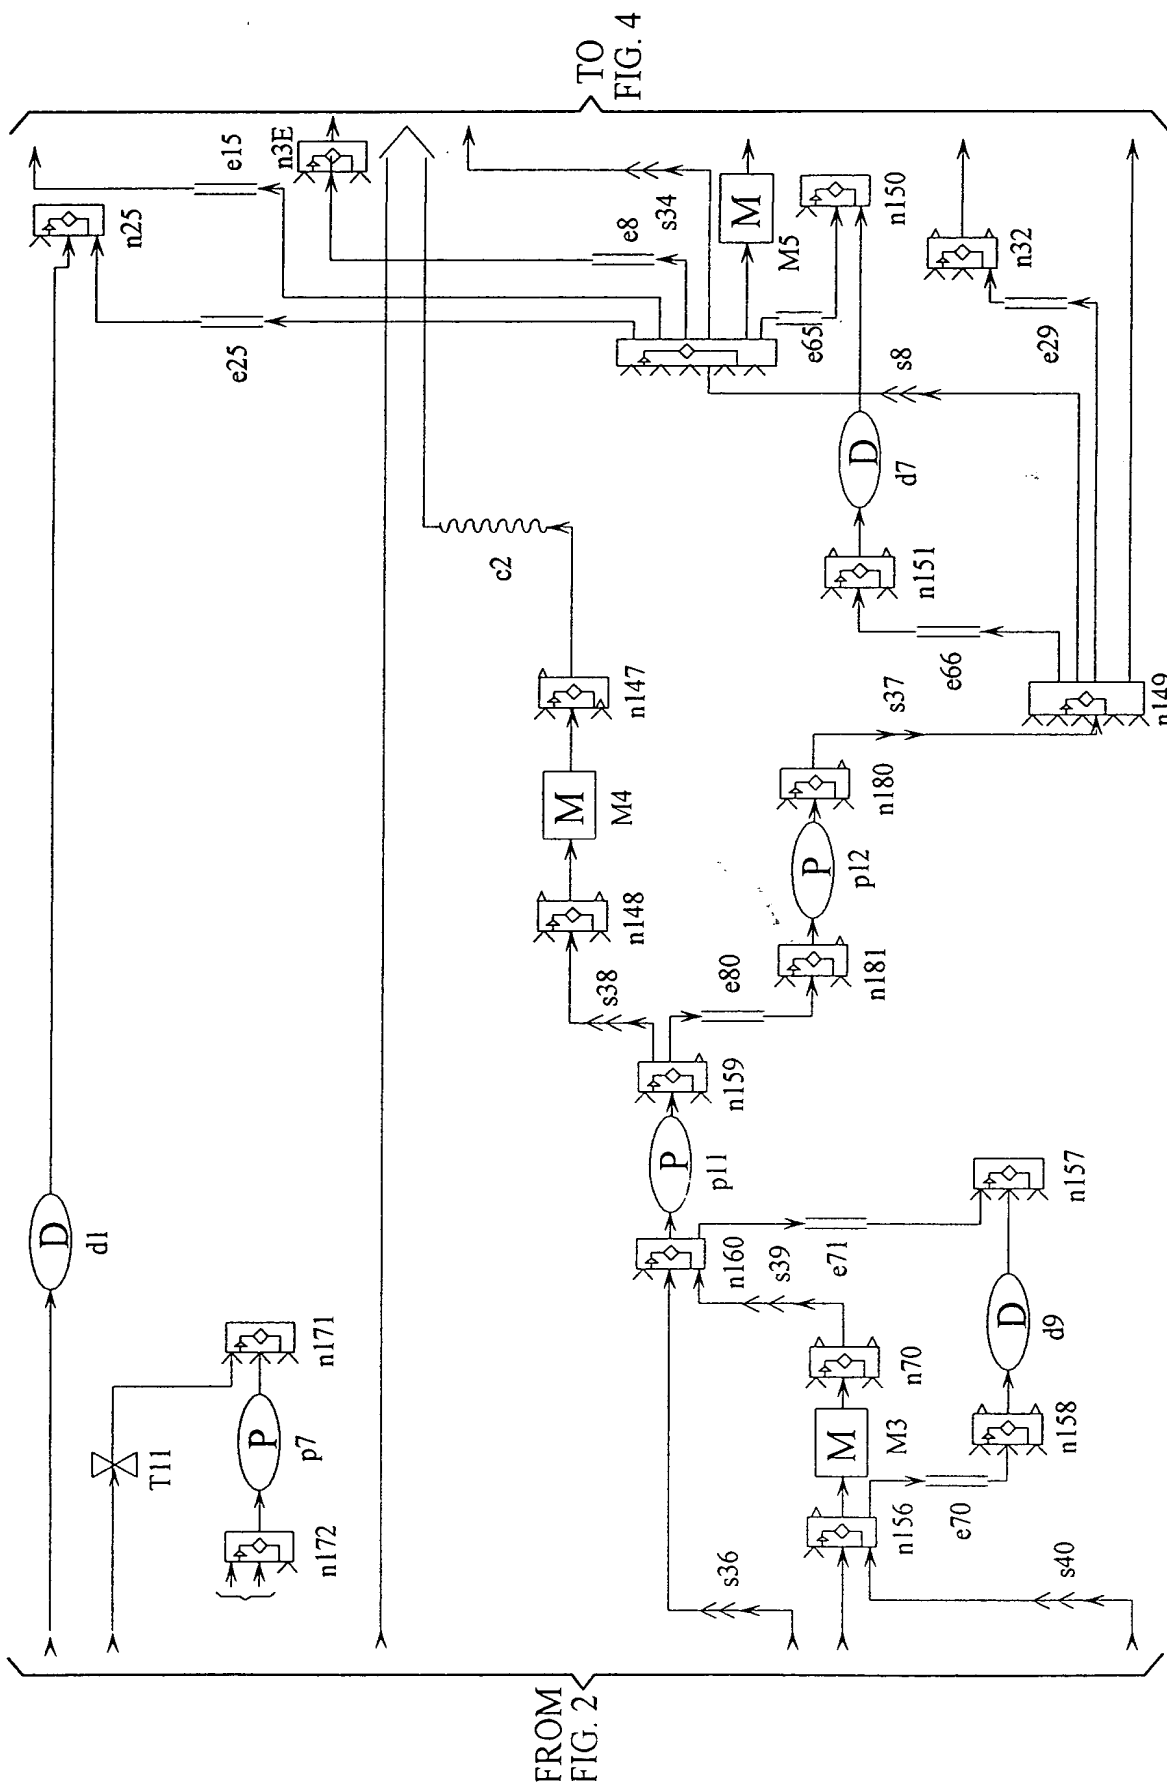 FROM
FIG. 2
TO
FIG. 4
D
d1
T11
P
p7
n172
n171
n25
e25
e15
n3E
e8
s34
M
M5
e65
n150
c2
n147
M
M4
n148
s38
n159
e80
P
p11
n160
s36
s39
e71
n157
D
d9
n158
e70
n70
M
M3
n156
s40
n181
P
p12
n180
s37
n149
e66
n151
D
d7
s8
e29
n32